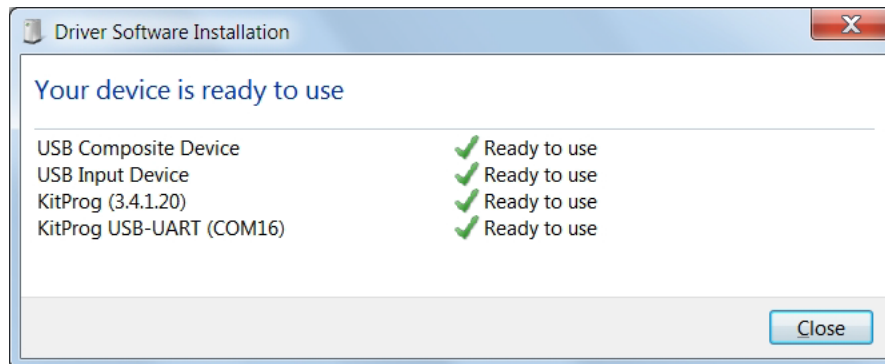 Driver Software Installation
X
Your device is ready to use
USB Composite Device Ready to use
USB Input Device Ready to use
KitProg (3.4.1.20) Ready to use
KitProg USB-UART (COM16) Ready to use
Close